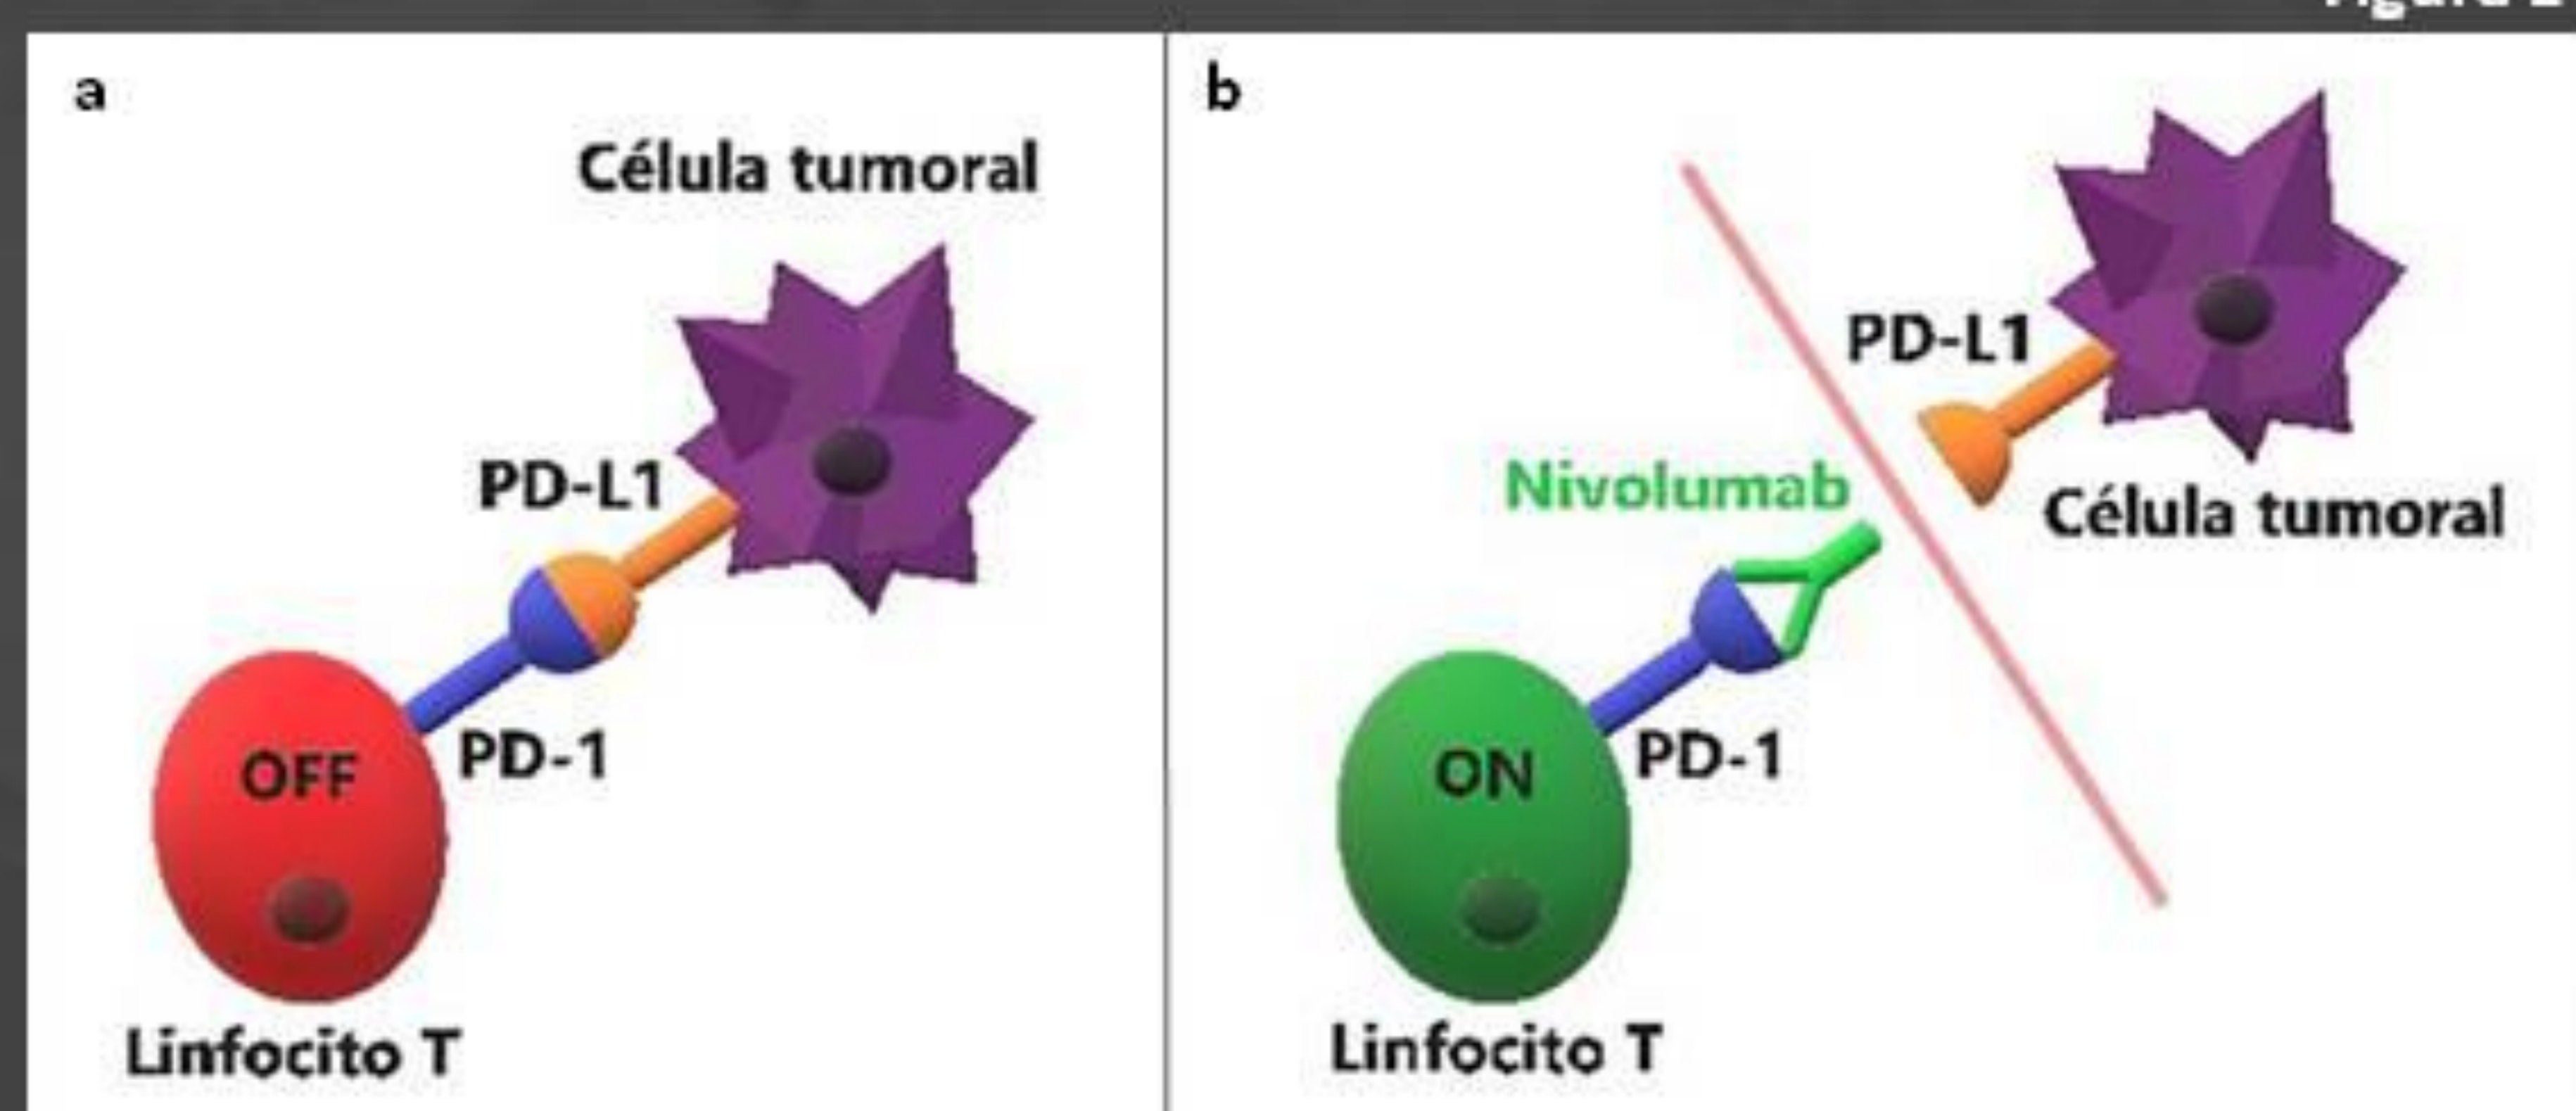 a
Célula tumoral
PD-L1
PD-1
OFF
Linfocito T
b
PD-L1
Nivolumab
Célula tumoral
PD-1
ON
Linfocito T